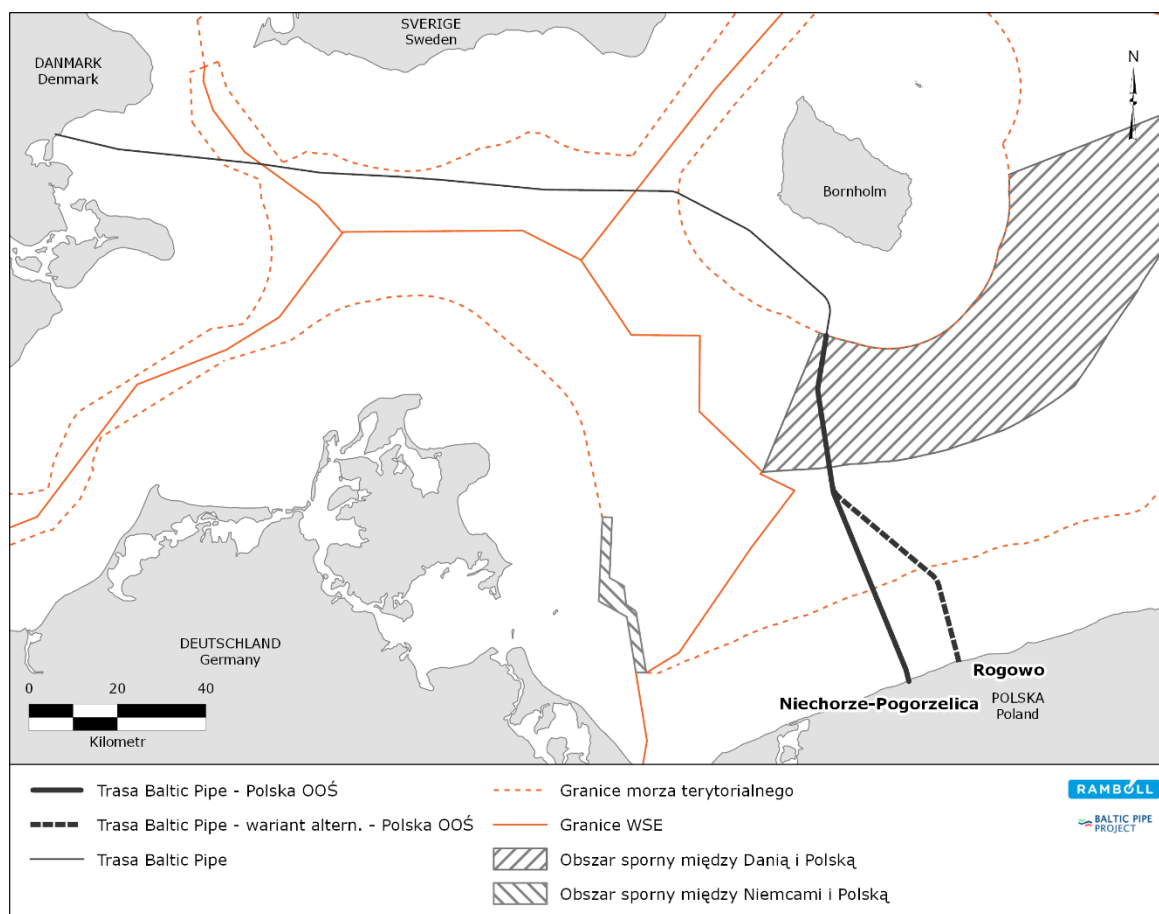 SVERIGE
Sweden
DANMARK
Denmark
N
Bornholm
DEUTSCHLAND
Germany
0 20 40
Kilometr
Rogowo
Niechorze-Pogorzelica
POLSKA
Poland
Trasa Baltic Pipe - Polska OOŚ
Trasa Baltic Pipe - wariant altern. - Polska OOŚ
Trasa Baltic Pipe
Granice morza terytorialnego
Granice WSE
Obszar sporny między Danią i Polską
Obszar sporny między Niemcami i Polską
RAMBOLL
BALTIC PIPE
PROJECT